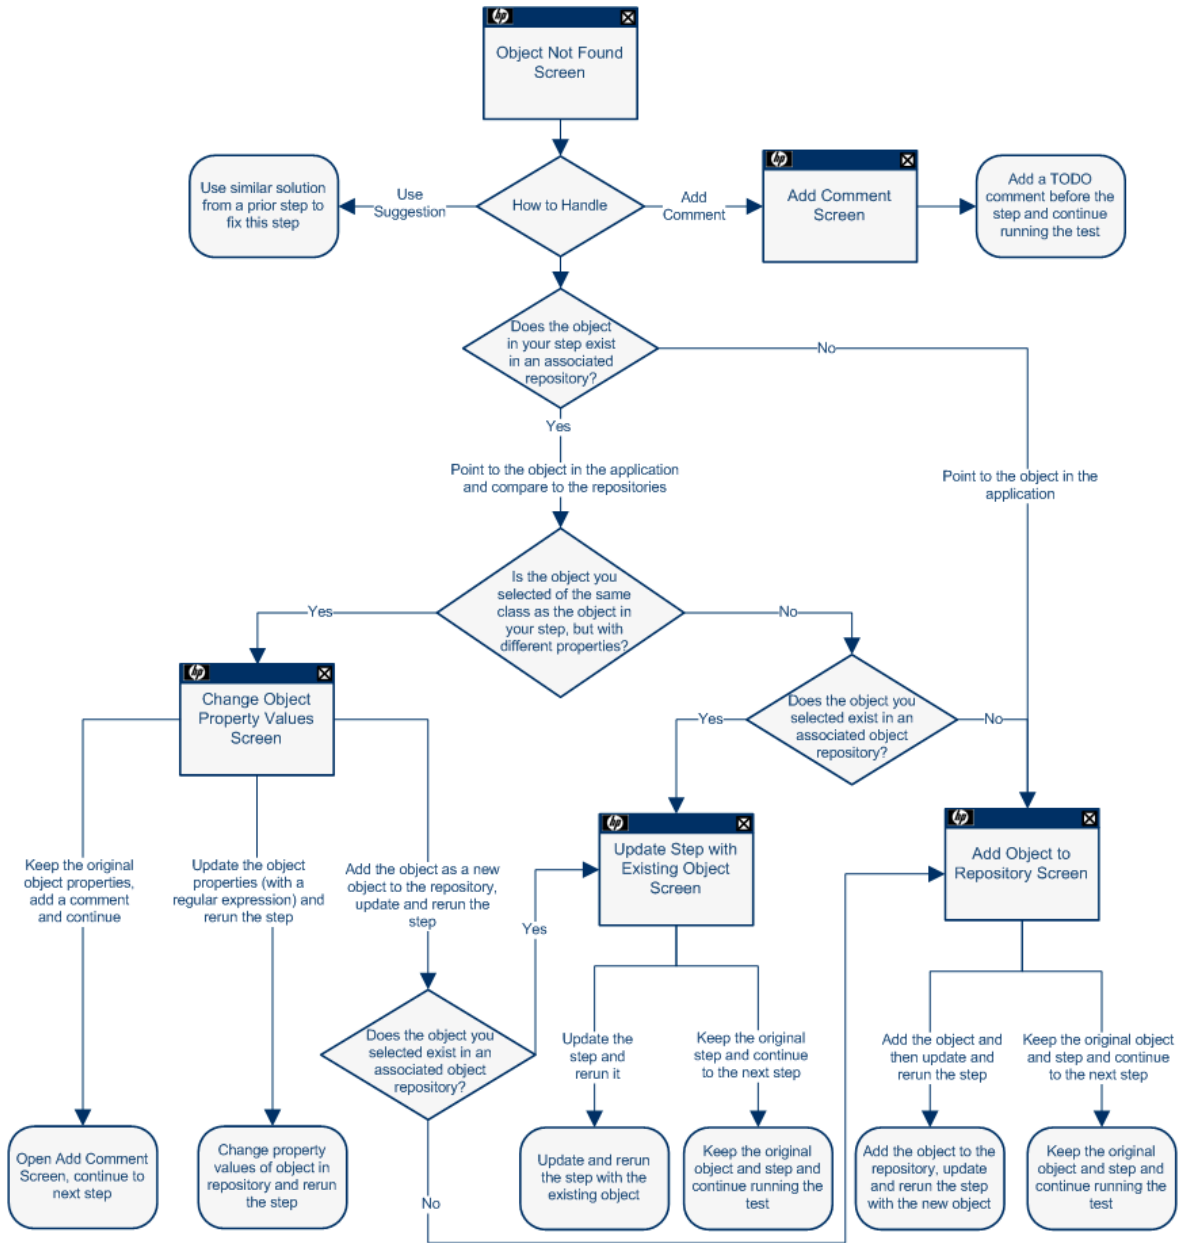 hp
Object Not Found
Screen
Use similar solution
from a prior step to
fix this step
Use
Suggestion
How to Handle
Add
Comment
hp
Add Comment
Screen
Add a TODO
comment before the
step and continue
running the test
Does the object
in your step exist
in an associated
repository?
No
Yes
Point to the object in the application
and compare to the repositories
Point to the object in the
application
Is the object you
selected of the same
class as the object in
your step, but with
different properties?
Yes
No
hp
Change Object
Property Values
Screen
Does the object you
selected exist in an
associated object
repository?
Yes
No
hp
Update Step with
Existing Object
Screen
hp
Add Object to
Repository Screen
Keep the original
object properties,
add a comment
and continue
Update the object
properties (with a
regular expression) and
rerun the step
Add the object as a new
object to the repository,
update and rerun the
step
Yes
Does the object you
selected exist in an
associated object
repository?
No
Update the
step and
rerun it
Keep the original
step and continue
to the next step
Add the object and
then update and
rerun the step
Keep the original object
and step and continue
to the next step
Open Add Comment
Screen, continue to
next step
Change property
values of object in
repository and rerun
the step
Update and rerun
the step with the
existing object
Keep the original
object and step and
continue running the
test
Add the object to the
repository, update
and rerun the step
with the new object
Keep the original
object and step and
continue running the
test